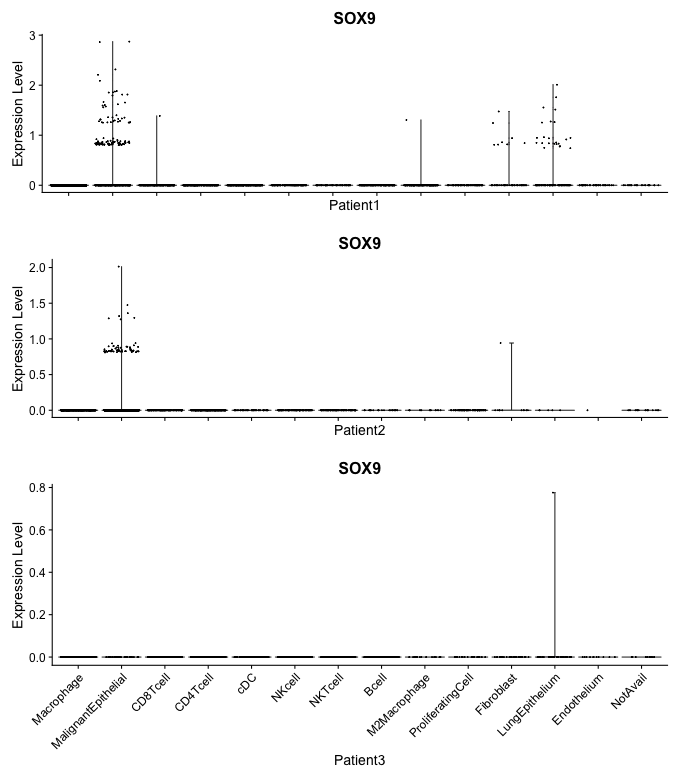 SOX9
Expression Level
3
2
1
0
Patient1
SOX9
Expression Level
2.0
1.5
1.0
0.5
0.0
Patient2
SOX9
Expression Level
0.8
0.6
0.4
0.2
0.0
Macrophage
MalignantEpithelial
CD8Tcell
CD4Tcell
cDC
NKcell
NKTcell
Bcell
M2Macrophage
ProliferatingCell
Fibroblast
LungEpithelium
Endothelium
NotAvail
Patient3